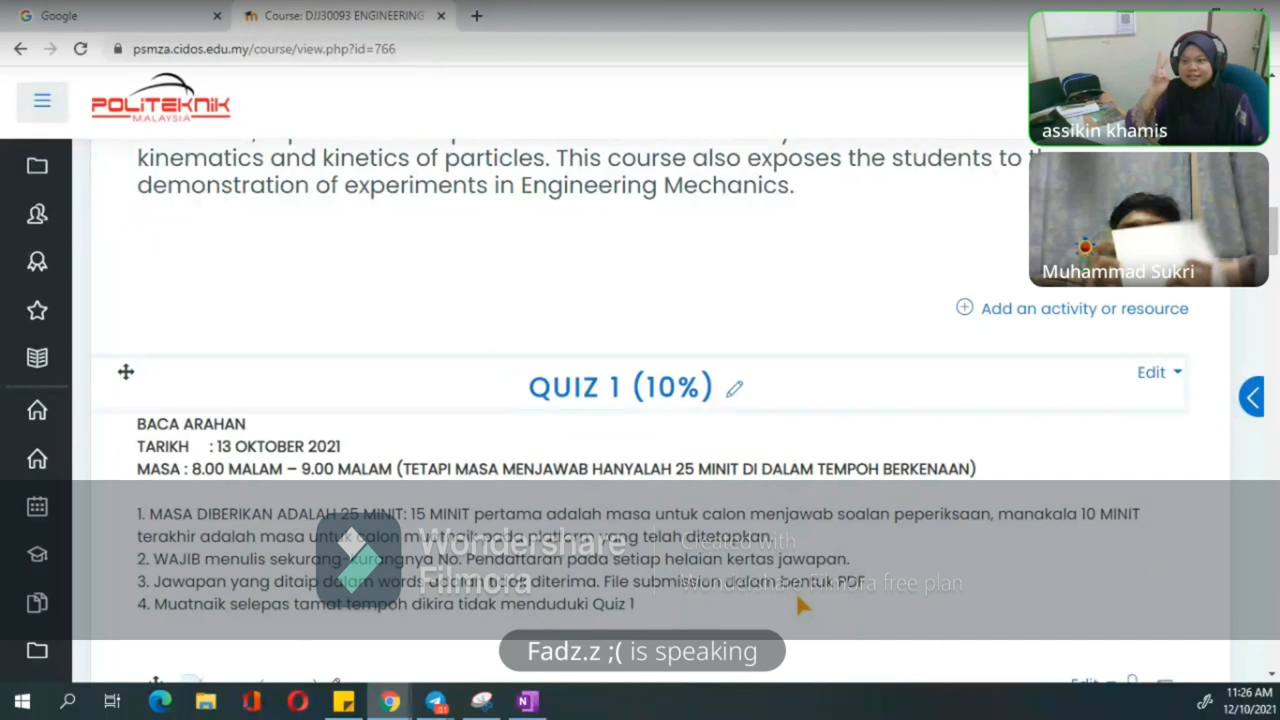 Google
Course: DJJ30093 ENGINEERING
psmza.cidos.edu.my/course/view.php?id=766
POLITEKNIK
MALAYSIA
kinematics and kinetics of particles. This course also exposes the students to
demonstration of experiments in Engineering Mechanics.
assikin khamis
Muhammad Sukri
Add an activity or resource
QUIZ 1 (10%)
Edit
BACA ARAHAN
TARIKH : 13 OKTOBER 2021
MASA : 8.00 MALAM – 9.00 MALAM (TETAPI MASA MENJAWAB HANYALAH 25 MINIT DI DALAM TEMPOH BERKENAAN)
1. MASA DIBERIKAN ADALAH 25 MINIT: 15 MINIT pertama adalah masa untuk calon menjawab soalan peperiksaan, manakala 10 MINIT
terakhir adalah masa untuk calon muatnaik pada platform yang telah ditetapkan.
2. WAJIB menulis sekurang-kurangnya No. Pendaftaran pada setiap helaian kertas jawapan.
3. Jawapan yang ditaip dalam words adalah tidak diterima. File submission dalam bentuk PDF
4. Muatnaik selepas tamat tempoh dikira tidak menduduki Quiz 1
Wondershare
Filmora
Created with
Wondershare Filmora free plan
Fadz.z ;( is speaking
11:26 AM
12/10/2021